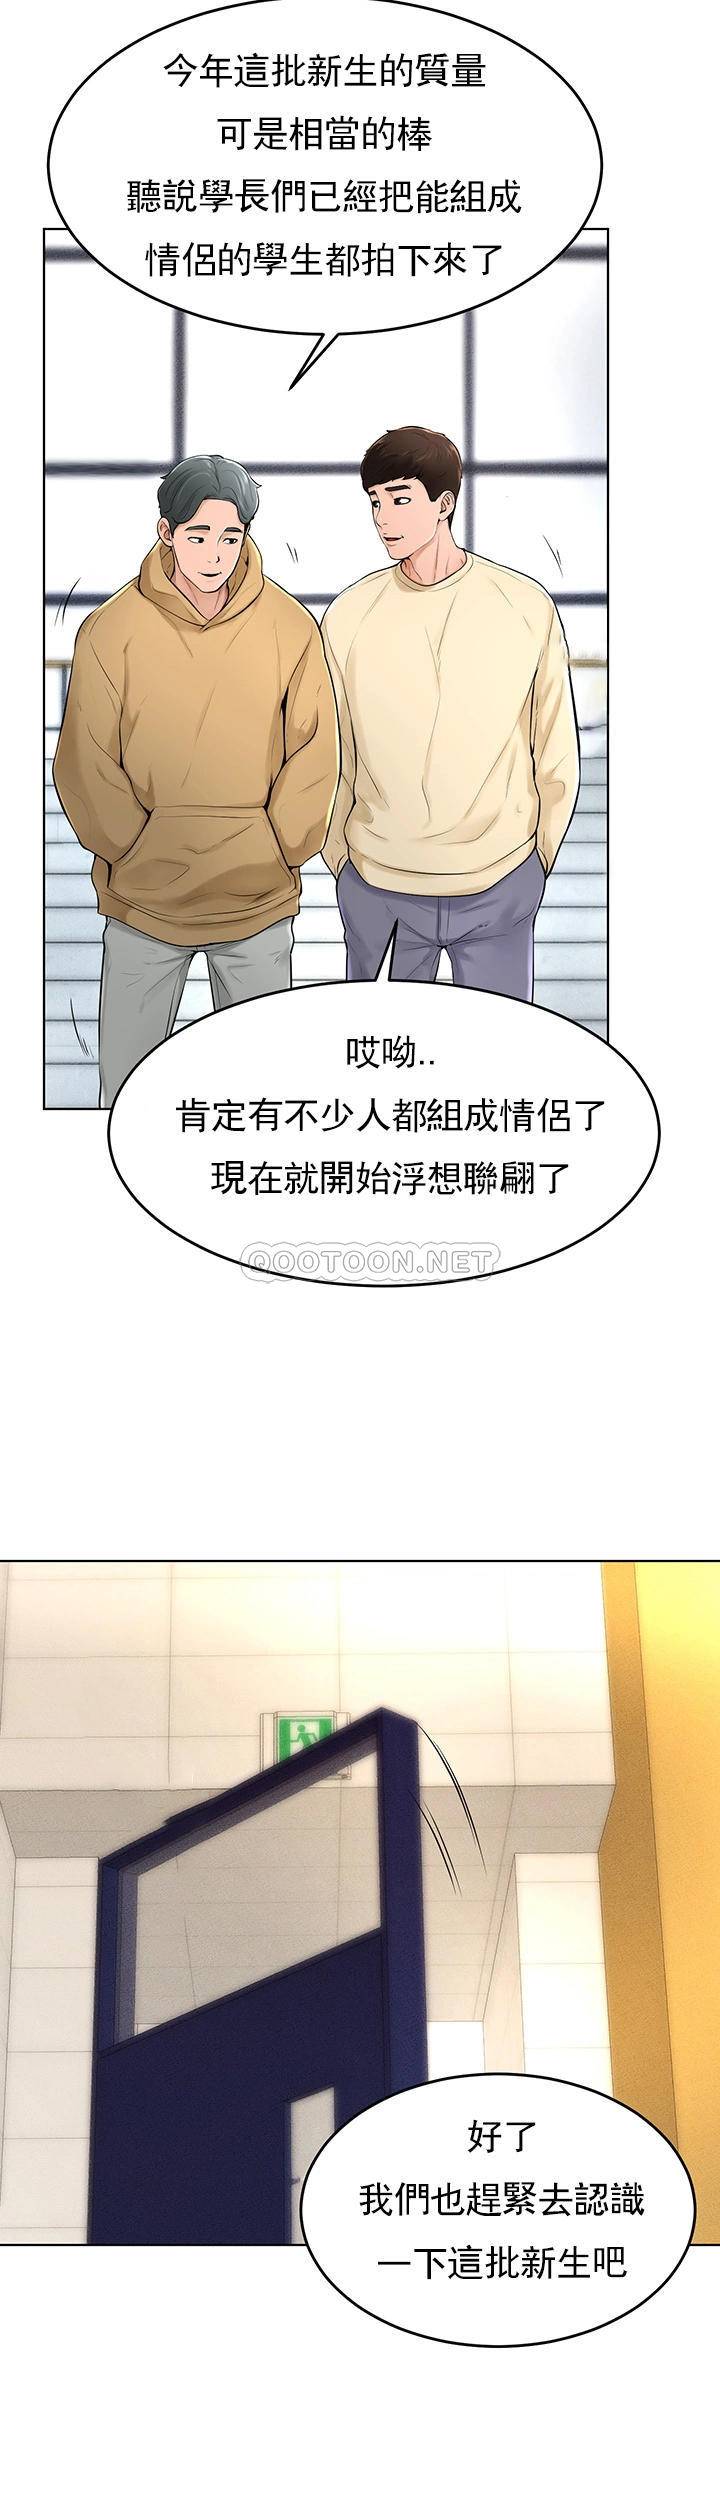 今年這批新生的質量
可是相當的棒
聽說學長們已經把能組成
情侶的學生都拍下來了
哎呦..
肯定有不少人都組成情侶了
現在就開始浮想聯翩了
QOOTOON.NET
好了
我們也趕緊去認識
一下這批新生吧